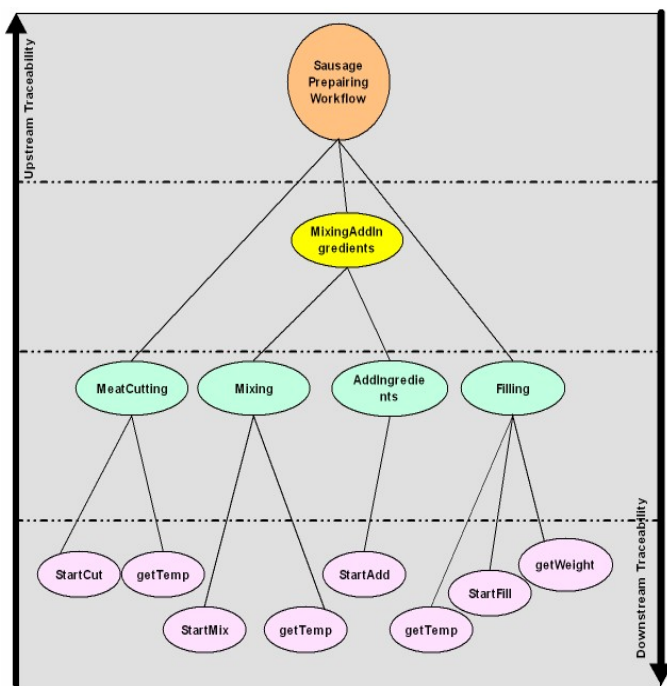 Upstream Traceability
Sausage
Prepairing
Workflow
MixingAddIn
gredients
MeatCutting
Mixing
AddIngredie
nts
Filling
StartCut
getTemp
StartMix
getTemp
StartAdd
getTemp
StartFill
getWeight
Downstream Traceability